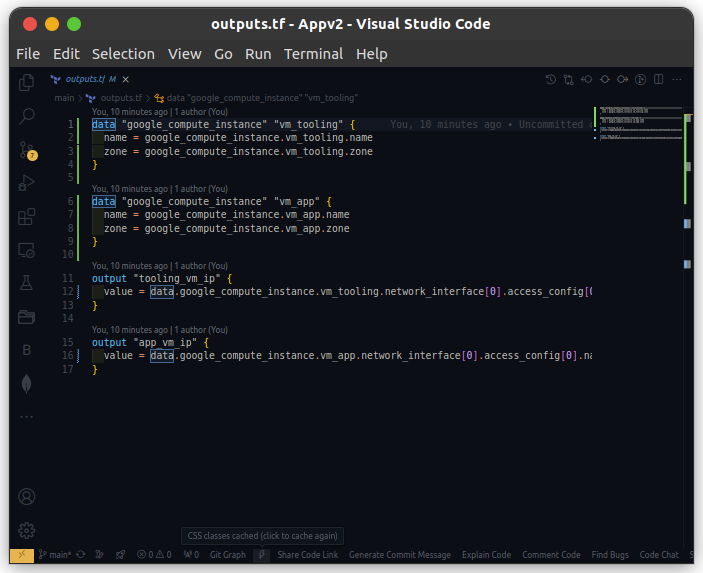 outputs.tf - Appv2 - Visual Studio Code
File Edit Selection View Go Run Terminal Help
outputs.tf M
main > outputs.tf > data "google_compute_instance" "vm_tooling"
You, 10 minutes ago | 1 author (You)
1 data "google_compute_instance" "vm_tooling" { You, 10 minutes ago • Uncommitted
2 name = google_compute_instance.vm_tooling.name
3 zone = google_compute_instance.vm_tooling.zone
4 }
5
You, 10 minutes ago | 1 author (You)
6 data "google_compute_instance" "vm_app" {
7 name = google_compute_instance.vm_app.name
8 zone = google_compute_instance.vm_app.zone
9 }
10
You, 10 minutes ago | 1 author (You)
11 output "tooling_vm_ip" {
12 value = data.google_compute_instance.vm_tooling.network_interface[0].access_config[0
13 }
14
You, 10 minutes ago | 1 author (You)
15 output "app_vm_ip" {
16 value = data.google_compute_instance.vm_app.network_interface[0].access_config[0].na
17 }
7
B
CSS classes cached (click to cache again)
main* 0 0 0 Git Graph Share Code Link Generate Commit Message Explain Code Comment Code Find Bugs Code Chat S